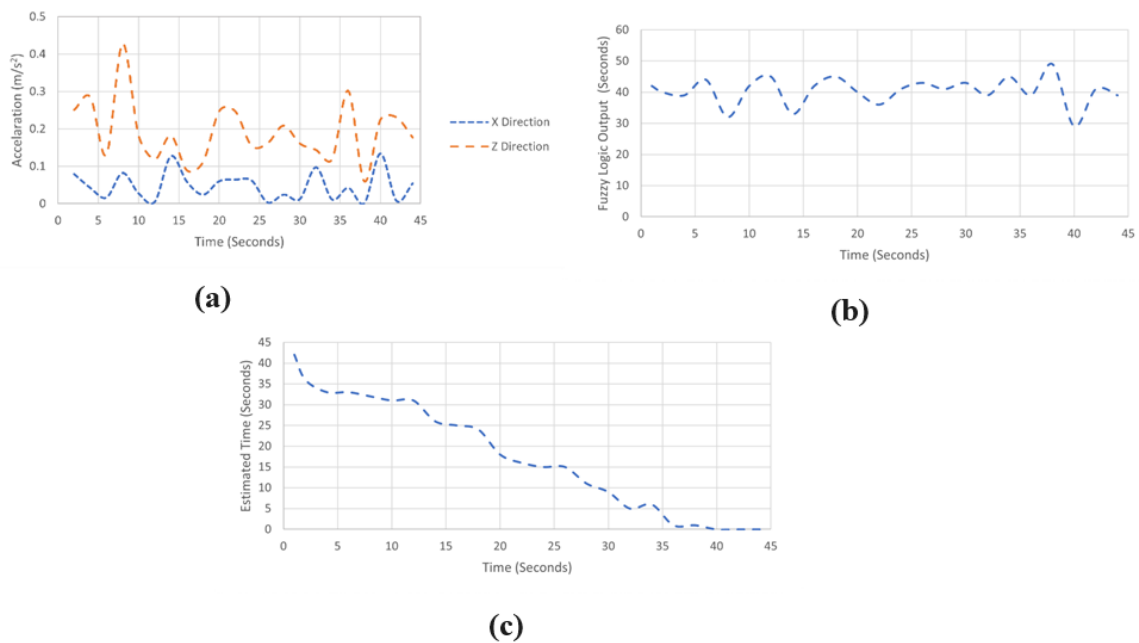 0.5
0.4
0.3
0.2
0.1
0
Accelaration (m/s²)
0 5 10 15 20 25 30 35 40 45
Time (Seconds)
X Direction
Z Direction
(a)
60
50
40
30
20
10
0
Fuzzy Logic Output (Seconds)
0 5 10 15 20 25 30 35 40 45
Time (Seconds)
(b)
45
40
35
30
25
20
15
10
5
0
Estimated Time (Seconds)
0 5 10 15 20 25 30 35 40 45
Time (Seconds)
(c)